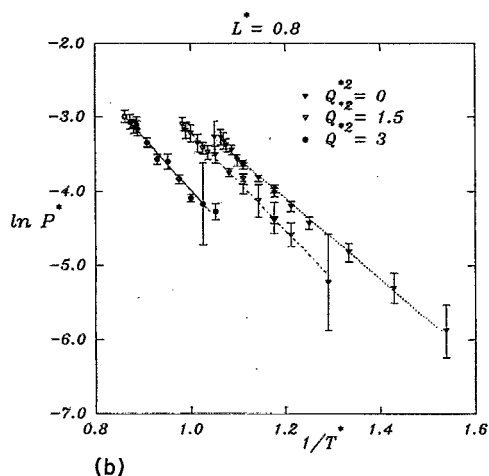 L* = 0.8
-2.0
-3.0
-4.0
-5.0
-6.0
-7.0
ln P*
Q*2 = 0
Q*2 = 1.5
Q*2 = 3
0.8
1.0
1.2
1.4
1.6
1/T*
(b)